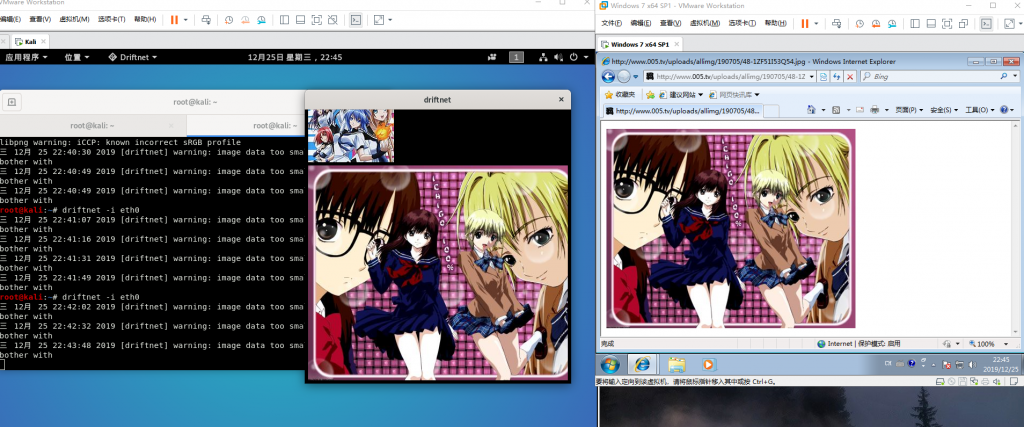 VMware Workstation
编辑(E) 查看(V) 虚拟机(M) 选项卡(T) 帮助(H)
Kali
应用程序 位置 Driftnet 12月25日 星期三，22:45 1
root@kali: ~
root@kali: ~ root@kali: ~
libpng warning: iCCP: known incorrect sRGB profile
三 12月 25 22:40:30 2019 [driftnet] warning: image data too sma
bother with
三 12月 25 22:40:49 2019 [driftnet] warning: image data too sma
bother with
三 12月 25 22:40:49 2019 [driftnet] warning: image data too sma
bother with
root@kali:~# driftnet -i eth0
三 12月 25 22:41:07 2019 [driftnet] warning: image data too sma
bother with
三 12月 25 22:41:16 2019 [driftnet] warning: image data too sma
bother with
三 12月 25 22:41:31 2019 [driftnet] warning: image data too sma
bother with
三 12月 25 22:41:49 2019 [driftnet] warning: image data too sma
bother with
root@kali:~# driftnet -i eth0
三 12月 25 22:42:02 2019 [driftnet] warning: image data too sma
bother with
三 12月 25 22:42:32 2019 [driftnet] warning: image data too sma
bother with
三 12月 25 22:43:48 2019 [driftnet] warning: image data too sma
bother with
driftnet
ICHIGO 100%
Windows 7 x64 SP1 - VMware Workstation
文件(F) 编辑(E) 查看(V) 虚拟机(M) 选项卡(T) 帮助(H)
Windows 7 x64 SP1
http://www.005.tv/uploads/allimg/190705/48-1ZF51I53Q54.jpg - Windows Internet Explorer
http://www.005.tv/uploads/allimg/190705/48-1Z Bing
收藏夹 建议网站 网页快讯库
http://www.005.tv/uploads/allimg/190705/48... 页面(P) 安全(S) 工具(O)
ICHIGO 100%
完成 Internet | 保护模式: 启用 100%
CH 22:45
2019/12/25
要将输入定向到该虚拟机，请将鼠标指针移入其中或按 Ctrl+G。